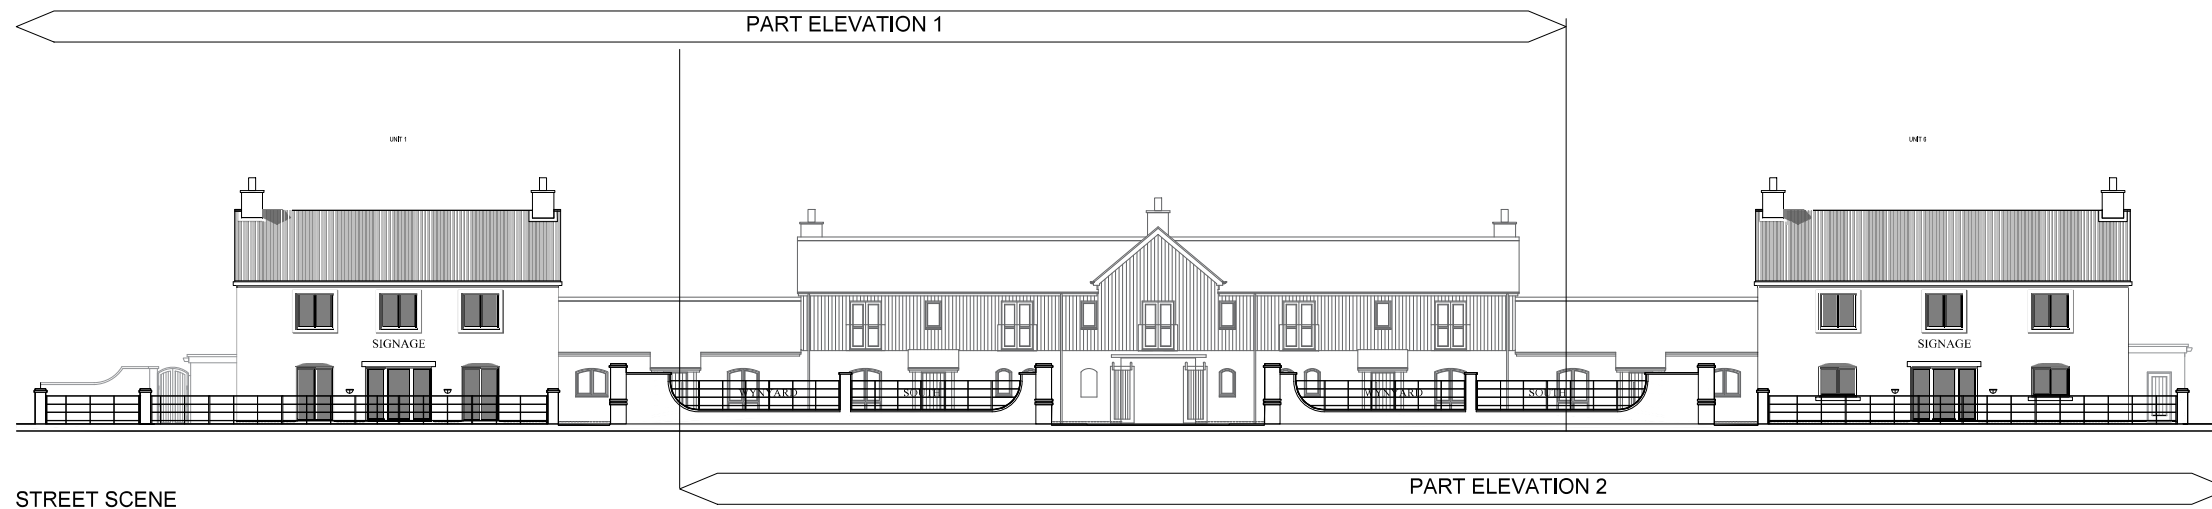 PART ELEVATION 1
UNIT 1
UNIT 6
SIGNAGE
SIGNAGE
WYNYARD SOUTH WYNYARD SOUTH
PART ELEVATION 2
STREET SCENE